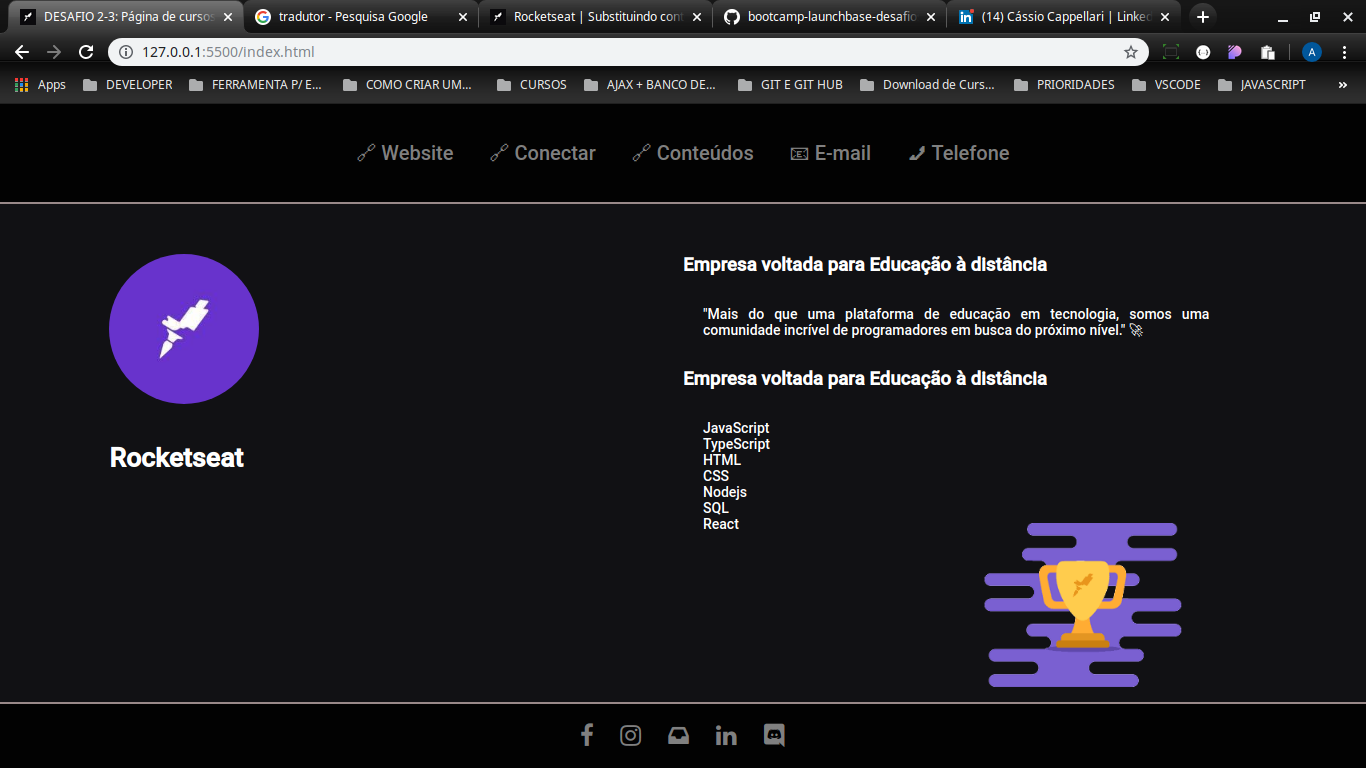 DESAFIO 2-3: Página de cursos
tradutor - Pesquisa Google
Rocketseat | Substituindo cont
bootcamp-launchbase-desafio
(14) Cássio Cappellari | Linked
127.0.0.1:5500/index.html
A
Apps
DEVELOPER
FERRAMENTA P/ E...
COMO CRIAR UM...
CURSOS
AJAX + BANCO DE...
GIT E GIT HUB
Download de Curs...
PRIORIDADES
VSCODE
JAVASCRIPT
»
🔗 Website
🔗 Conectar
🔗 Conteúdos
📧 E-mail
📞 Telefone
Rocketseat
Empresa voltada para Educação à distância
"Mais do que uma plataforma de educação em tecnologia, somos uma
comunidade incrível de programadores em busca do próximo nível." 🚀
Empresa voltada para Educação à distância
JavaScript
TypeScript
HTML
CSS
Nodejs
SQL
React